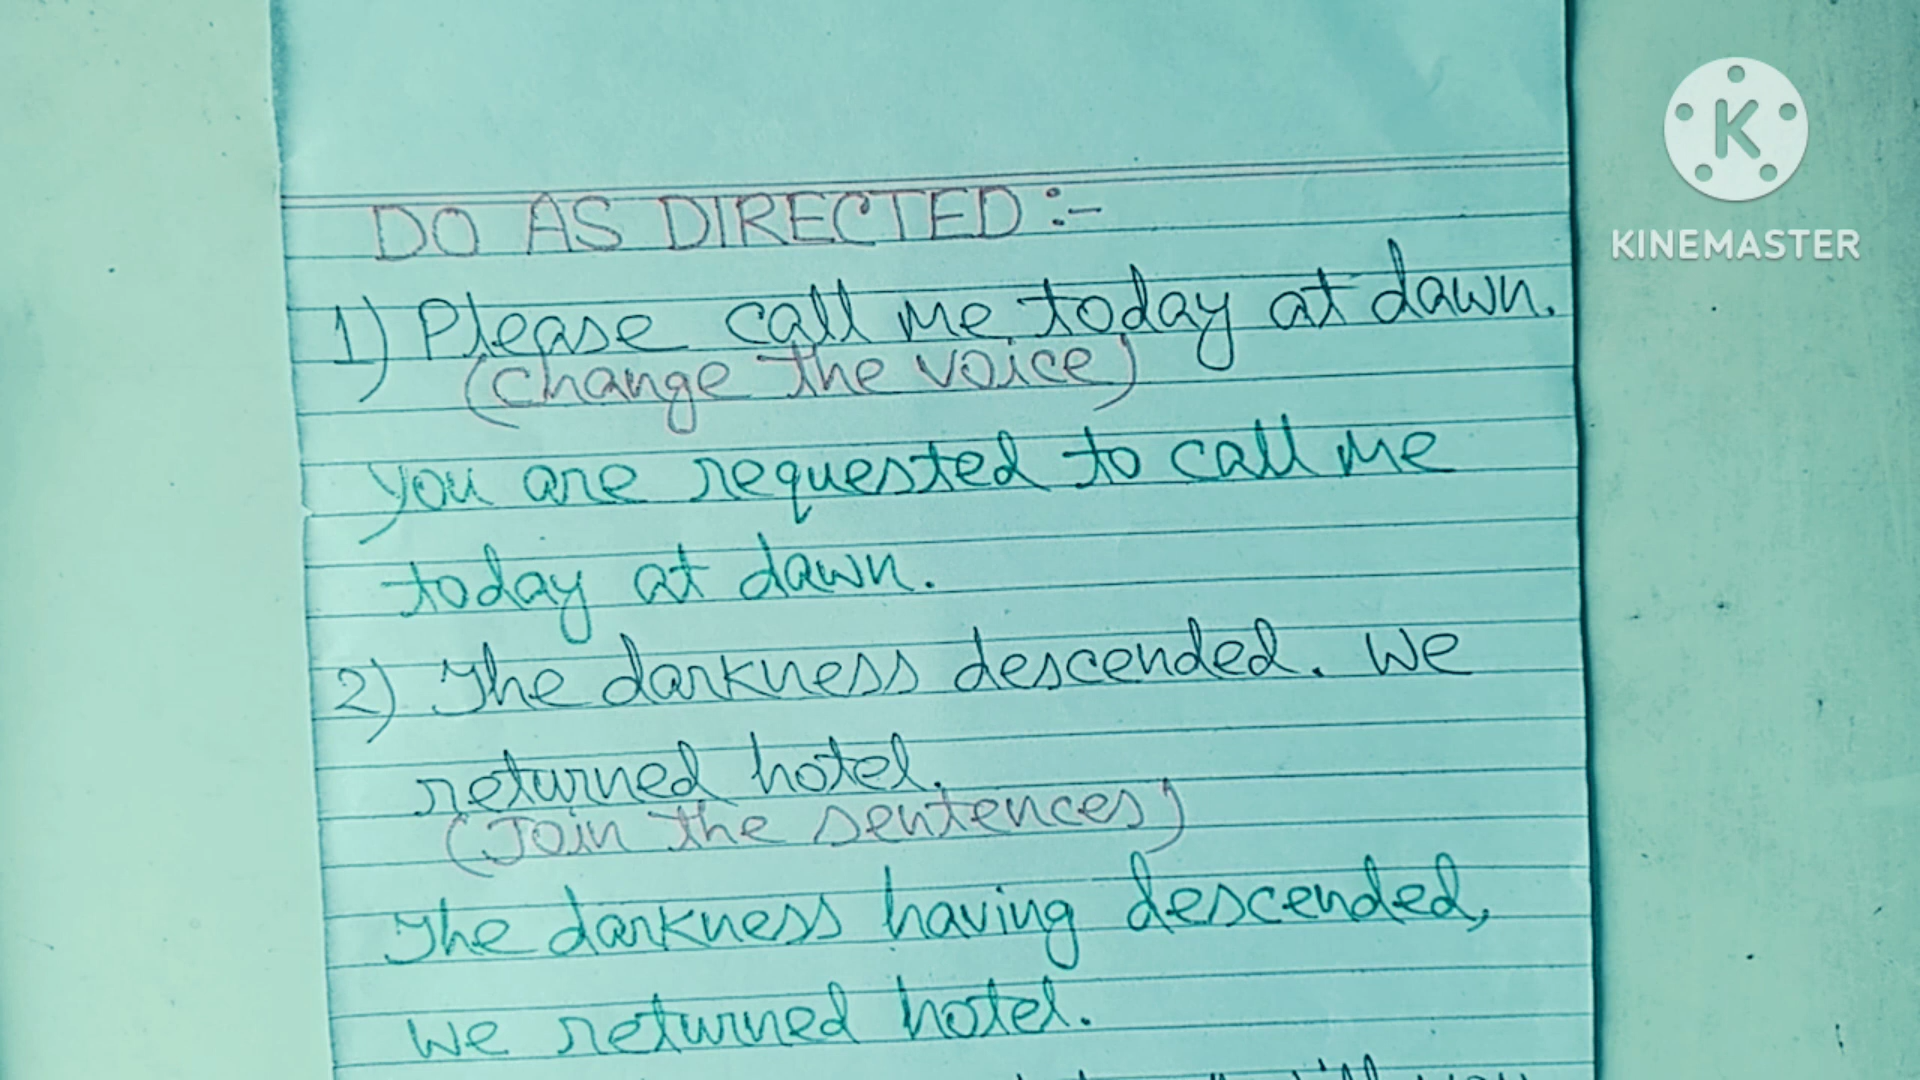 DO AS DIRECTED :-
1) Please call me today at dawn.
(change the voice)
you are requested to call me
today at dawn.
2) The darkness descended. We
returned hotel.
(Join the sentences)
The darkness having descended,
we returned hotel.
K
KINEMASTER